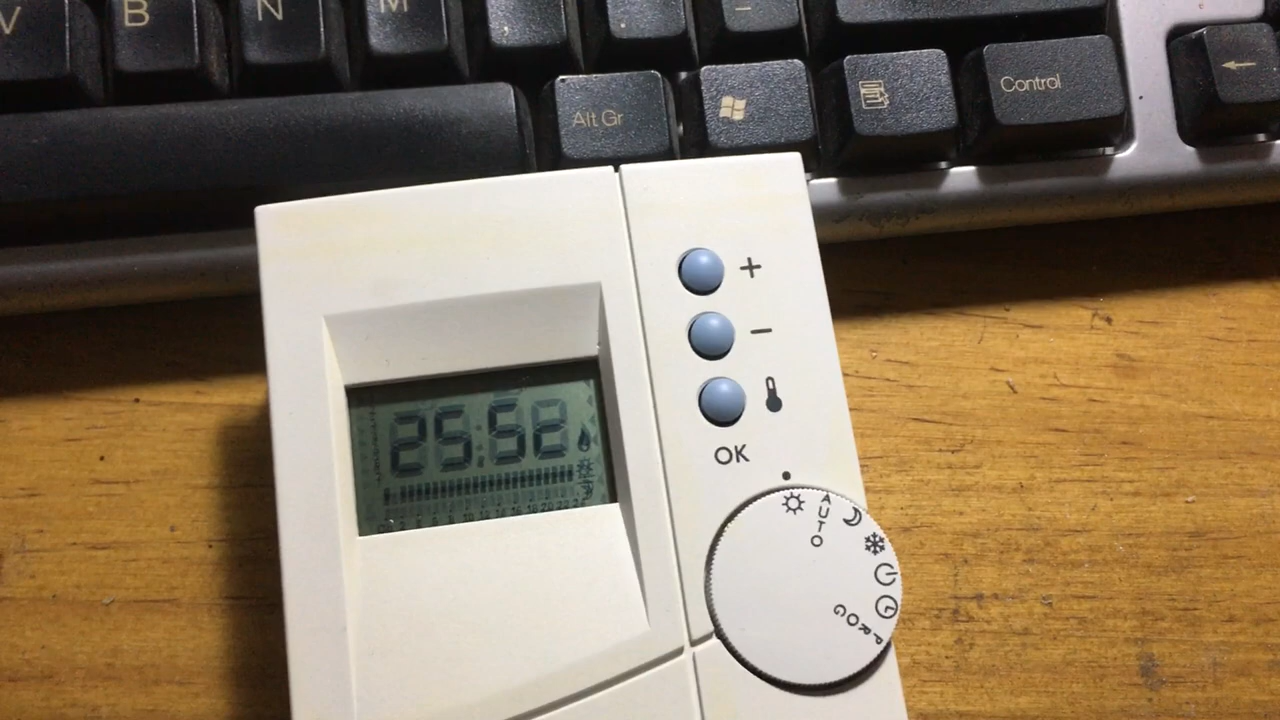 V B N M
Alt Gr
Control
+
−
25:58
OK
AUTO
PROG